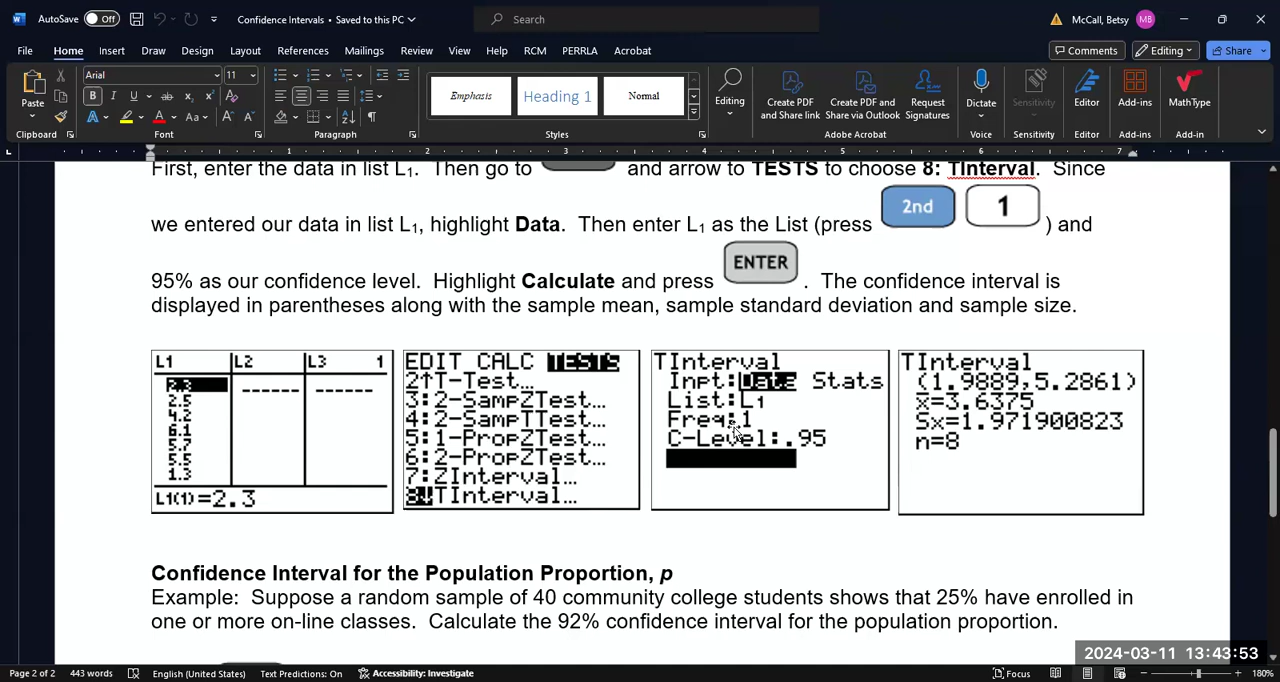 AutoSave Off Confidence Intervals • Saved to this PC Search McCall, Betsy MB
File Home Insert Draw Design Layout References Mailings Review View Help RCM PERRLA Acrobat Comments Editing Share
Arial 11
Paste B I U ab x₂ x² A Aa A A
Emphasis Heading 1 Normal
Editing Create PDF and Share link Create PDF and Share via Outlook Request Signatures Dictate Sensitivity Editor Add-ins MathType
Clipboard Font Paragraph Styles Adobe Acrobat Voice Sensitivity Editor Add-ins Add-in
1 2 3 4 5 6 7
First, enter the data in list L₁. Then go to and arrow to TESTS to choose 8: TInterval. Since
we entered our data in list L₁, highlight Data. Then enter L₁ as the List (press 2nd 1 ) and
95% as our confidence level. Highlight Calculate and press ENTER . The confidence interval is
displayed in parentheses along with the sample mean, sample standard deviation and sample size.
L1 L2 L3 1
2.3 ------ ------
2.5
4.2
6.1
5.7
5.5
1.3
L1(1)=2.3
EDIT CALC TESTS
2↑T-Test…
3:2-SampZTest…
4:2-SampTTest…
5:1-PropZTest…
6:2-PropZTest…
7:ZInterval…
8↓TInterval…
TInterval
Inpt:Data Stats
List:L₁
Freq:1
C-Level:.95
TInterval
(1.9889,5.2861)
x̄=3.6375
Sx=1.971900823
n=8
Confidence Interval for the Population Proportion, p
Example: Suppose a random sample of 40 community college students shows that 25% have enrolled in
one or more on-line classes. Calculate the 92% confidence interval for the population proportion.
2024-03-11 13:43:53
Page 2 of 2 443 words English (United States) Text Predictions: On Accessibility: Investigate Focus 180%